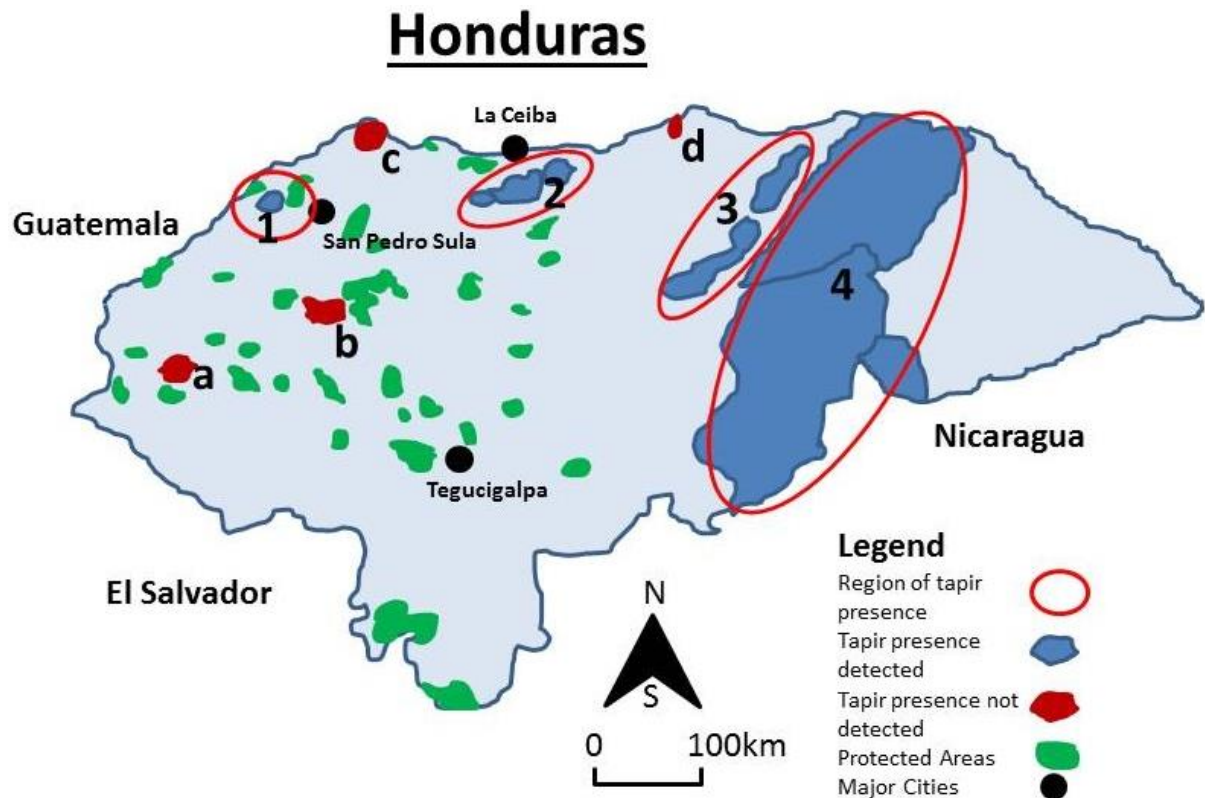 Honduras
La Ceiba
c
d
1
2
3
Guatemala
San Pedro Sula
4
b
a
Nicaragua
Tegucigalpa
El Salvador
N
S
0 100km
Legend
Region of tapir
presence
Tapir presence
detected
Tapir presence not
detected
Protected Areas
Major Cities